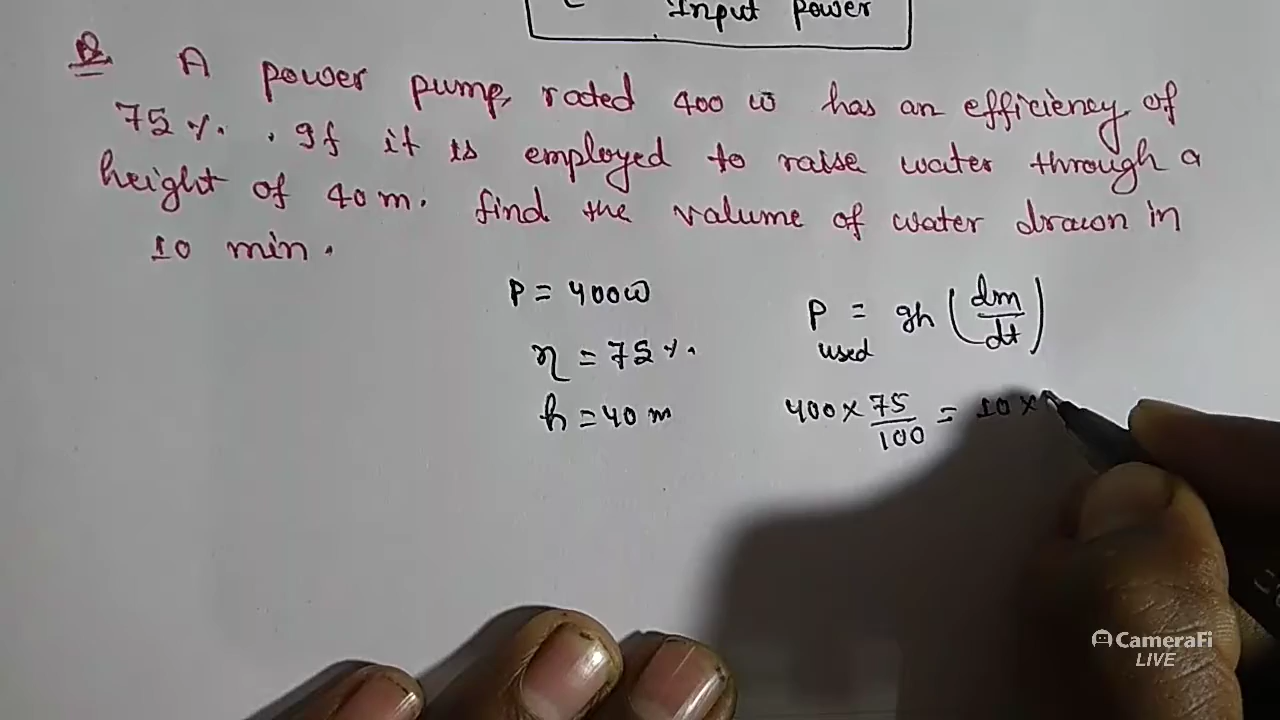 Input power
Q. A power pump, rated 400 W has an efficiency of
75 %. . If it is employed to raise water through a
height of 40 m. find the valume of water drawn in
10 min.
P = 400 W
η = 75 %.
h = 40 m
P used = gh (dm/dt)
400 × 75/100 = 10 ×
CameraFi
LIVE